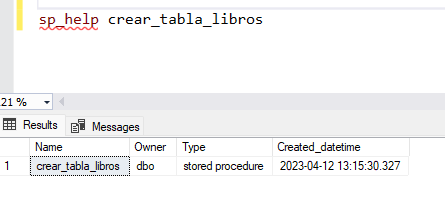 sp_help crear_tabla_libros
21 %
Results Messages
Name Owner Type Created_datetime
1 crear_tabla_libros dbo stored procedure 2023-04-12 13:15:30.327